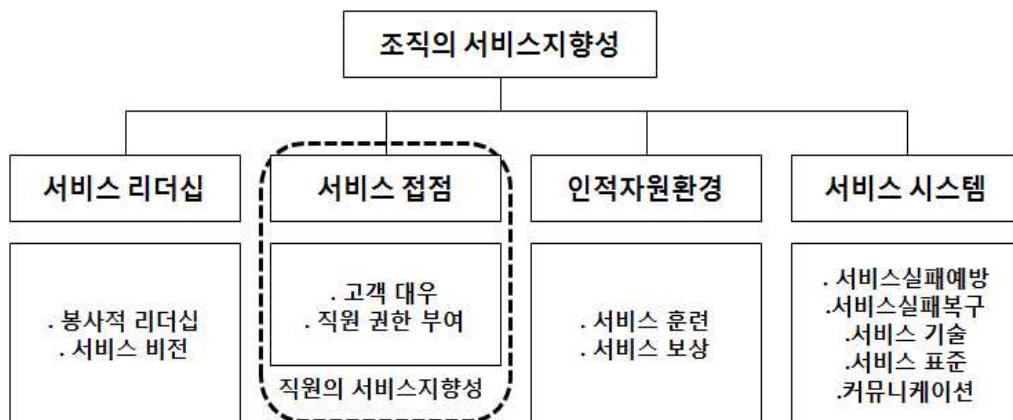 조직의 서비스지향성
서비스 리더십
. 봉사적 리더십
. 서비스 비전
서비스 접점
. 고객 대우
. 직원 권한 부여
직원의 서비스지향성
인적자원환경
. 서비스 훈련
. 서비스 보상
서비스 시스템
. 서비스실패예방
.서비스실패복구
.서비스 기술
.서비스 표준
.커뮤니케이션